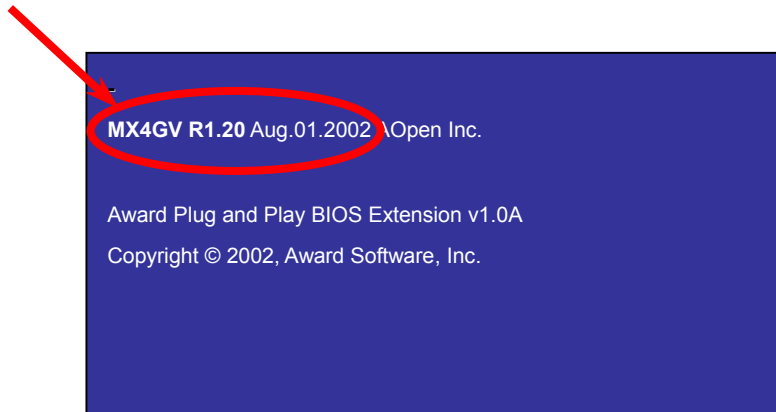 MX4GV R1.20 Aug.01.2002 AOpen Inc.
Award Plug and Play BIOS Extension v1.0A
Copyright © 2002, Award Software, Inc.